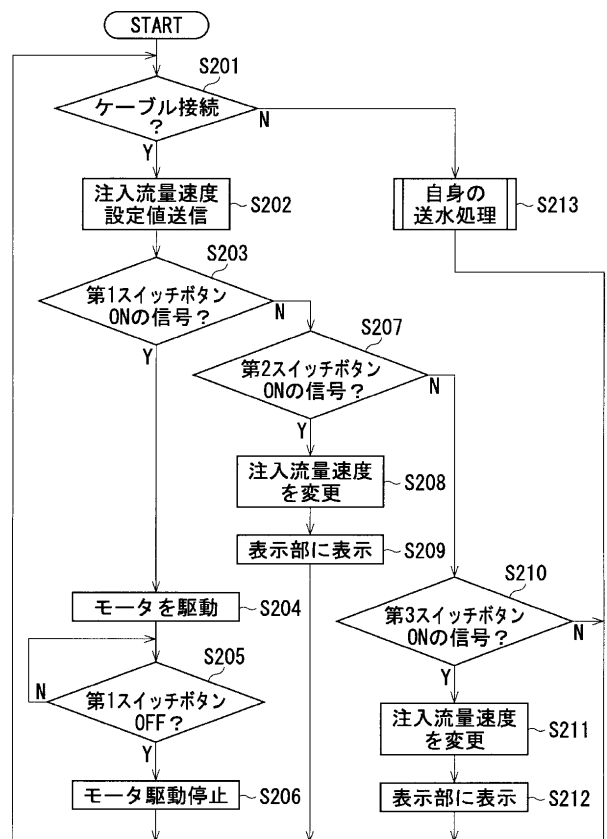 START
S201
ケーブル接続
?
N
Y
注入流量速度
設定値送信
S202
自身の
送水処理
S213
S203
第1スイッチボタン
ONの信号?
N
Y
S207
第2スイッチボタン
ONの信号?
N
Y
注入流量速度
を変更
S208
表示部に表示
S209
S210
第3スイッチボタン
ONの信号?
N
Y
モータを駆動
S204
S205
第1スイッチボタン
OFF?
N
Y
注入流量速度
を変更
S211
モータ駆動停止
S206
表示部に表示
S212